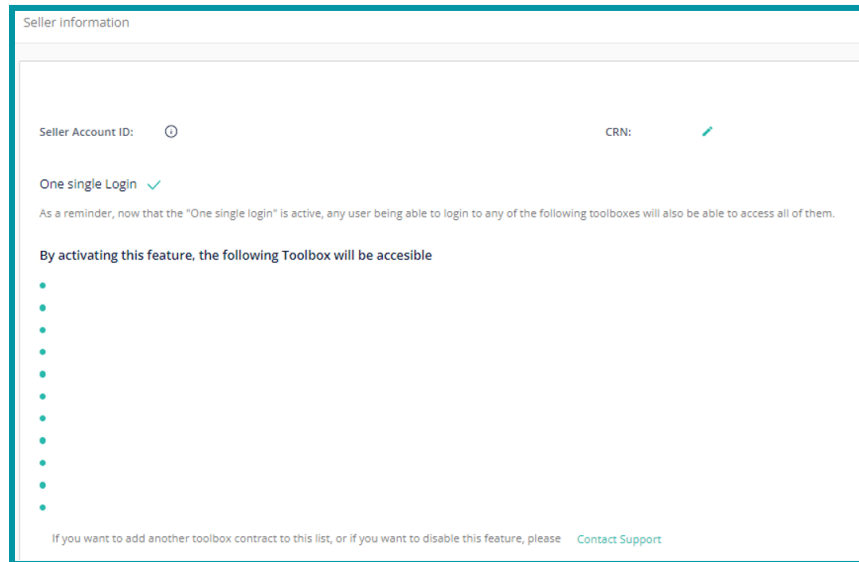 Seller information
Seller Account ID: CRN:
One single Login
As a reminder, now that the "One single login" is active, any user being able to login to any of the following toolboxes will also be able to access all of them.
By activating this feature, the following Toolbox will be accesible
If you want to add another toolbox contract to this list, or if you want to disable this feature, please Contact Support